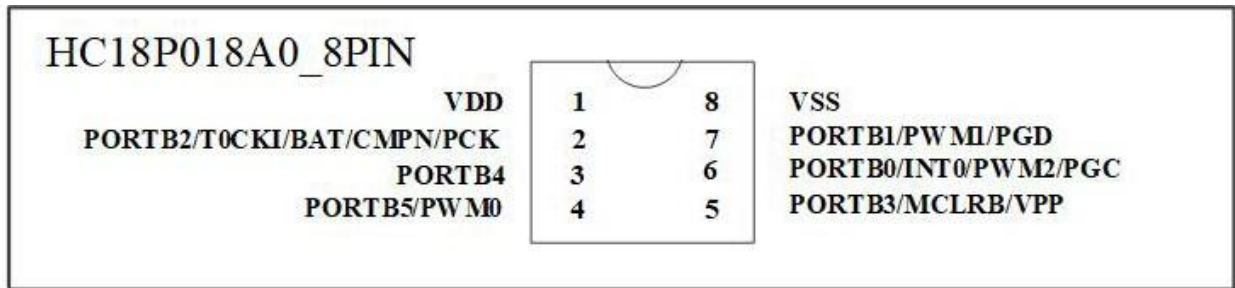 HC18P018A0_8PIN
VDD 1 8 VSS
PORTB2/T0CKI/BAT/CMPN/PCK 2 7 PORTB1/PWM1/PGD
PORTB4 3 6 PORTB0/INT0/PWM2/PGC
PORTB5/PWM0 4 5 PORTB3/MCLRB/VPP